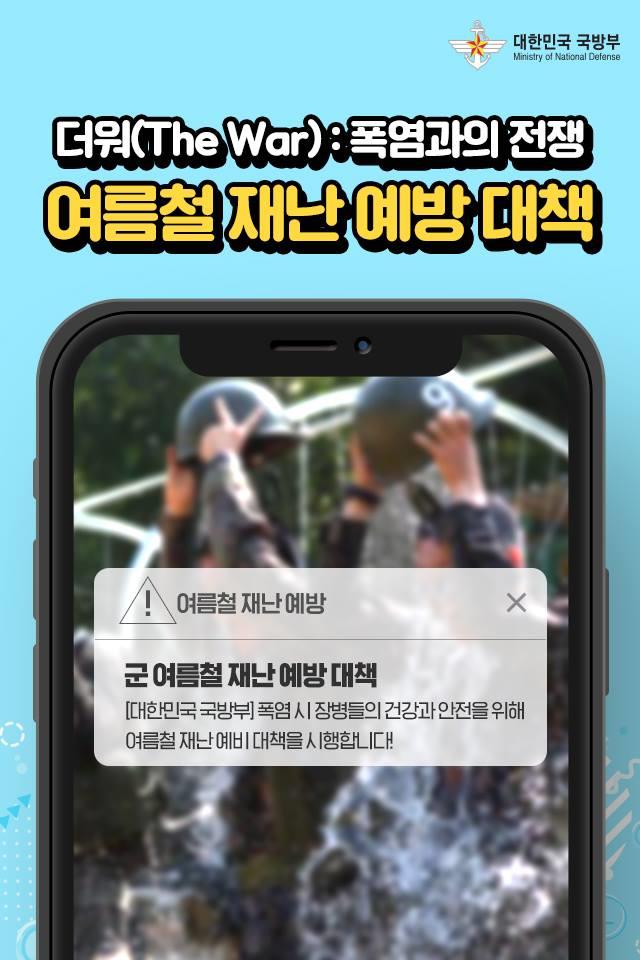 대한민국 국방부
Ministry of National Defense
더워(The War) : 폭염과의 전쟁
여름철 재난 예방 대책
9
! 여름철 재난 예방 ×
군 여름철 재난 예방 대책
[대한민국 국방부] 폭염 시 장병들의 건강과 안전을 위해
여름철 재난 예비 대책을 시행합니다!